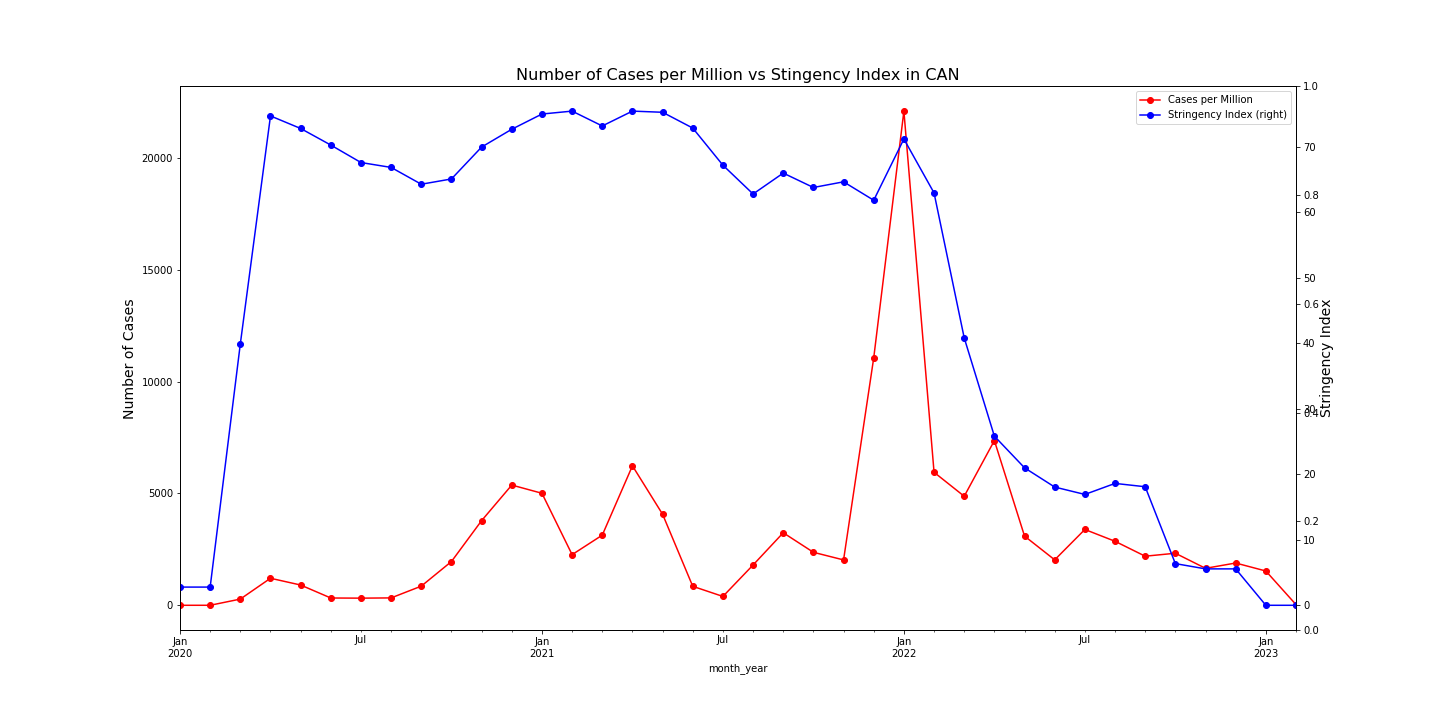 Number of Cases per Million vs Stingency Index in CAN
Cases per Million
Stringency Index (right)
Number of Cases
20000
15000
10000
5000
0
1.0
70
0.8
60
50
0.6
40
30
0.4
20
0.2
10
0
0.0
Stringency Index
Jan
2020
Jul
Jan
2021
Jul
Jan
2022
Jul
Jan
2023
month_year